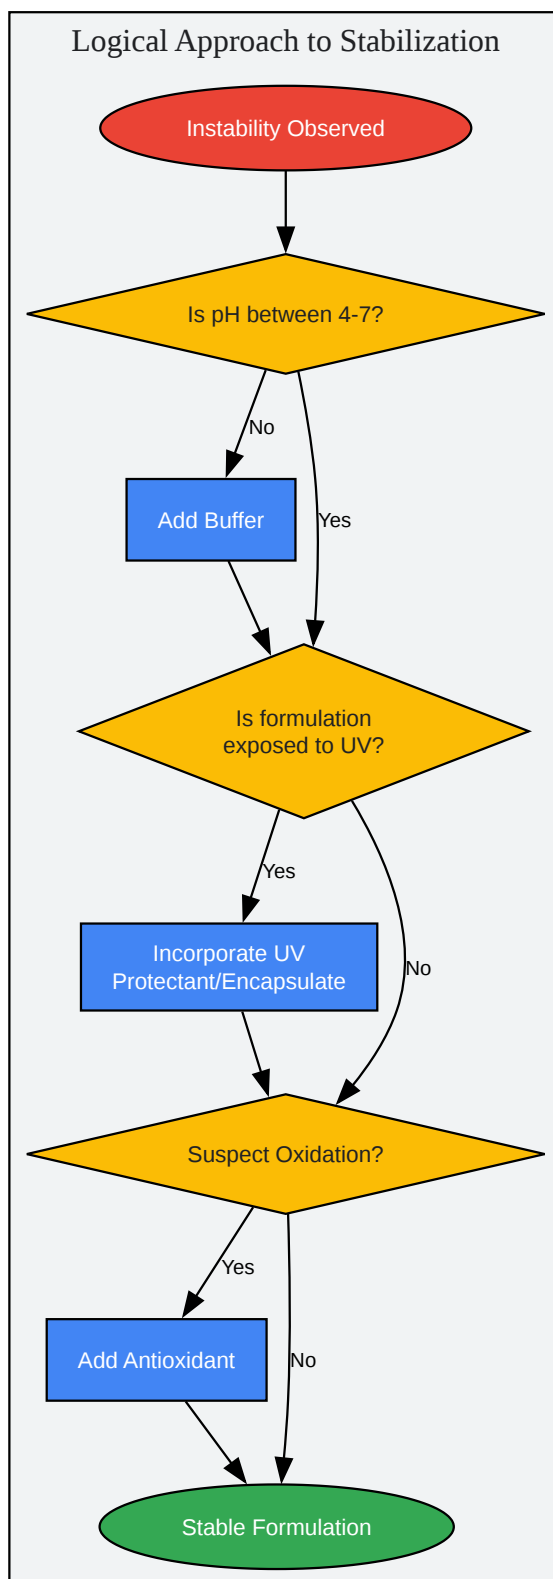 Logical Approach to Stabilization
Instability Observed
Is pH between 4-7?
No
Add Buffer
Yes
Is formulation
exposed to UV?
Yes
Incorporate UV
Protectant/Encapsulate
No
Suspect Oxidation?
Yes
Add Antioxidant
No
Stable Formulation